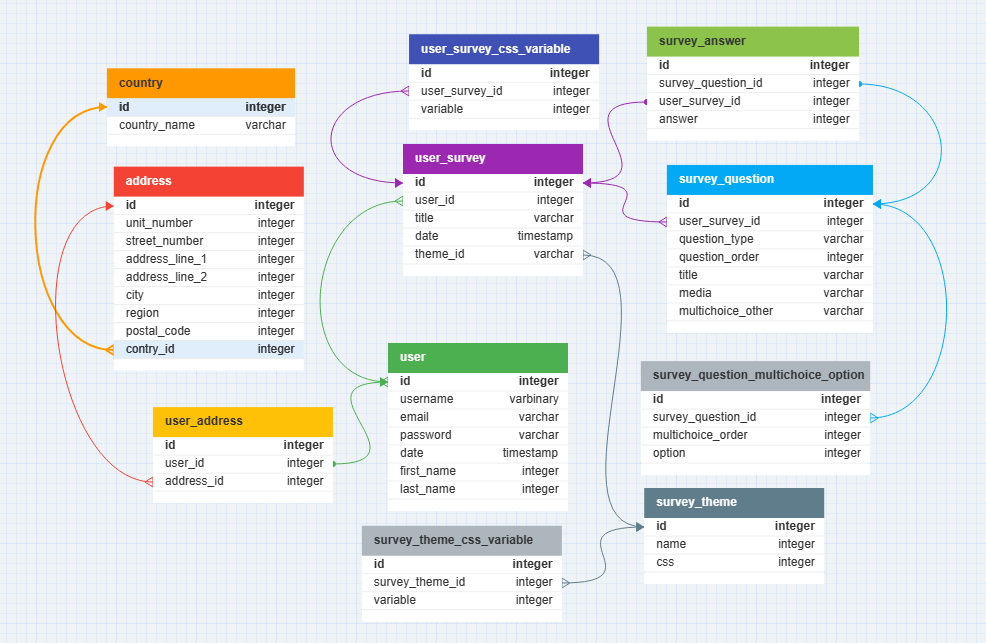 country
id integer
country_name varchar
address
id integer
unit_number integer
street_number integer
address_line_1 integer
address_line_2 integer
city integer
region integer
postal_code integer
contry_id integer
user_address
id integer
user_id integer
address_id integer
user_survey_css_variable
id integer
user_survey_id integer
variable integer
user_survey
id integer
user_id integer
title varchar
date timestamp
theme_id varchar
user
id integer
username varbinary
email varchar
password varchar
date timestamp
first_name integer
last_name integer
survey_theme_css_variable
id integer
survey_theme_id integer
variable integer
survey_answer
id integer
survey_question_id integer
user_survey_id integer
answer integer
survey_question
id integer
user_survey_id integer
question_type varchar
question_order integer
title varchar
media varchar
multichoice_other varchar
survey_question_multichoice_option
id integer
survey_question_id integer
multichoice_order integer
option integer
survey_theme
id integer
name integer
css integer